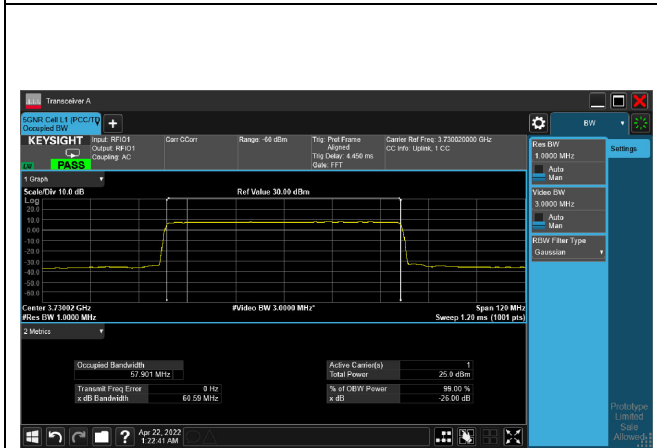 Transceiver A
5GNR Cell L1 (PCC/TD
Occupied BW
+
BW
KEYSIGHT
PASS
Input: RFIO1
Output: RFIO1
Coupling: AC
Corr CCorr
Range: -60 dBm
Trig: Prot Frame
Aligned
Trig Delay: 4.450 ms
Gate: FFT
Carrier Ref Freq: 3.730020000 GHz
CC Info: Uplink, 1 CC
Res BW
1.0000 MHz
Auto
Man
Settings
Video BW
3.0000 MHz
Auto
Man
RBW Filter Type
Gaussian
1 Graph
Scale/Div 10.0 dB
Ref Value 30.00 dBm
Log
20.0
10.0
0.00
-10.0
-20.0
-30.0
-40.0
-50.0
-60.0
Center 3.73002 GHz
#Video BW 3.0000 MHz*
Span 120 MHz
#Res BW 1.0000 MHz
Sweep 1.20 ms (1001 pts)
2 Metrics
Occupied Bandwidth
57.901 MHz
Active Carrier(s) 1
Total Power 25.0 dBm
Transmit Freq Error 0 Hz
x dB Bandwidth 60.59 MHz
% of OBW Power 99.00 %
x dB -26.00 dB
Prototype
Limited
Sale
Allowed
?
Apr 22, 2022
1:22:41 AM